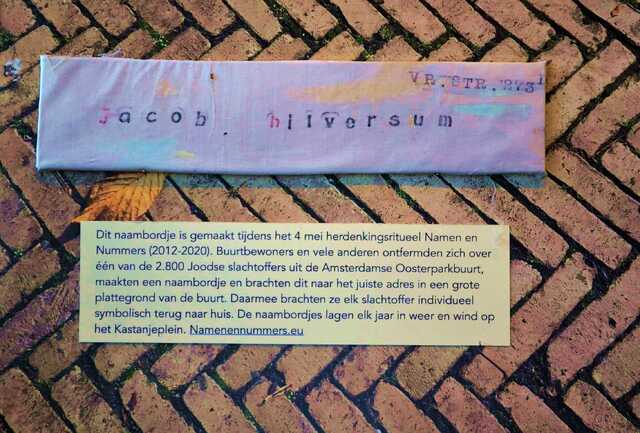 VR.STR.273¹
jacob hilversum
Dit naambordje is gemaakt tijdens het 4 mei herdenkingsritueel Namen en
Nummers (2012-2020). Buurtbewoners en vele anderen ontfermden zich over
één van de 2.800 Joodse slachtoffers uit de Amsterdamse Oosterparkbuurt,
maakten een naambordje en brachten dit naar het juiste adres in een grote
plattegrond van de buurt. Daarmee brachten ze elk slachtoffer individueel
symbolisch terug naar huis. De naambordjes lagen elk jaar in weer en wind op
het Kastanjeplein. Namenennummers.eu